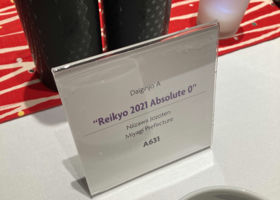 Daiginjo A
"Reikyo 2021 Absolute 0"
Niizawa Jozoten
Miyagi Prefecture
A631